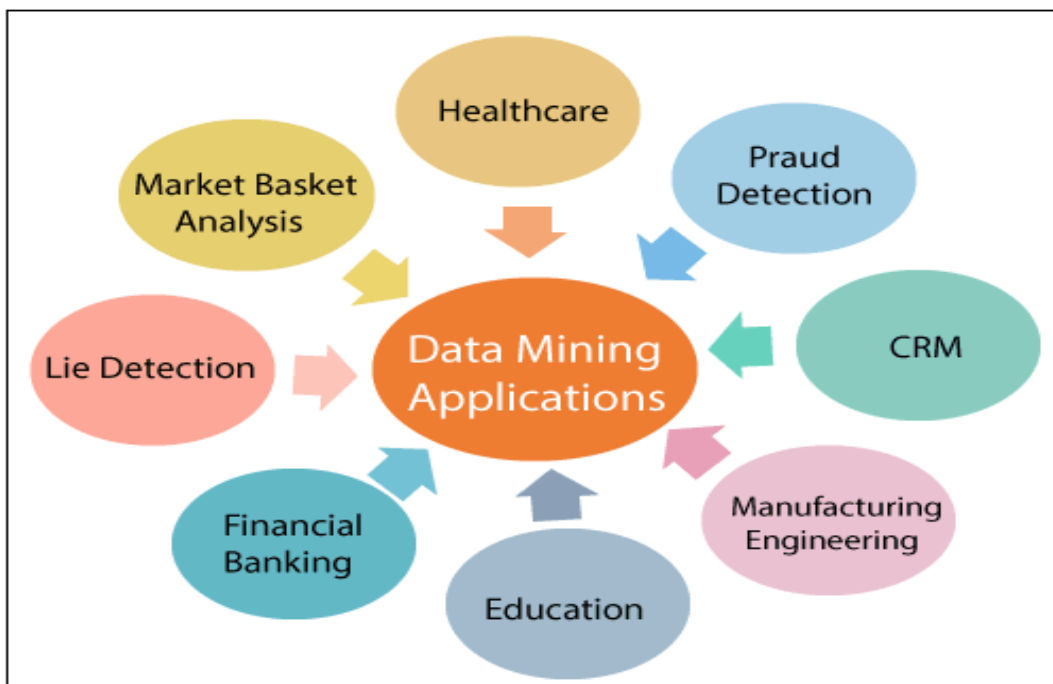 Healthcare
Praud
Detection
Market Basket
Analysis
CRM
Data Mining
Applications
Lie Detection
Manufacturing
Engineering
Financial
Banking
Education